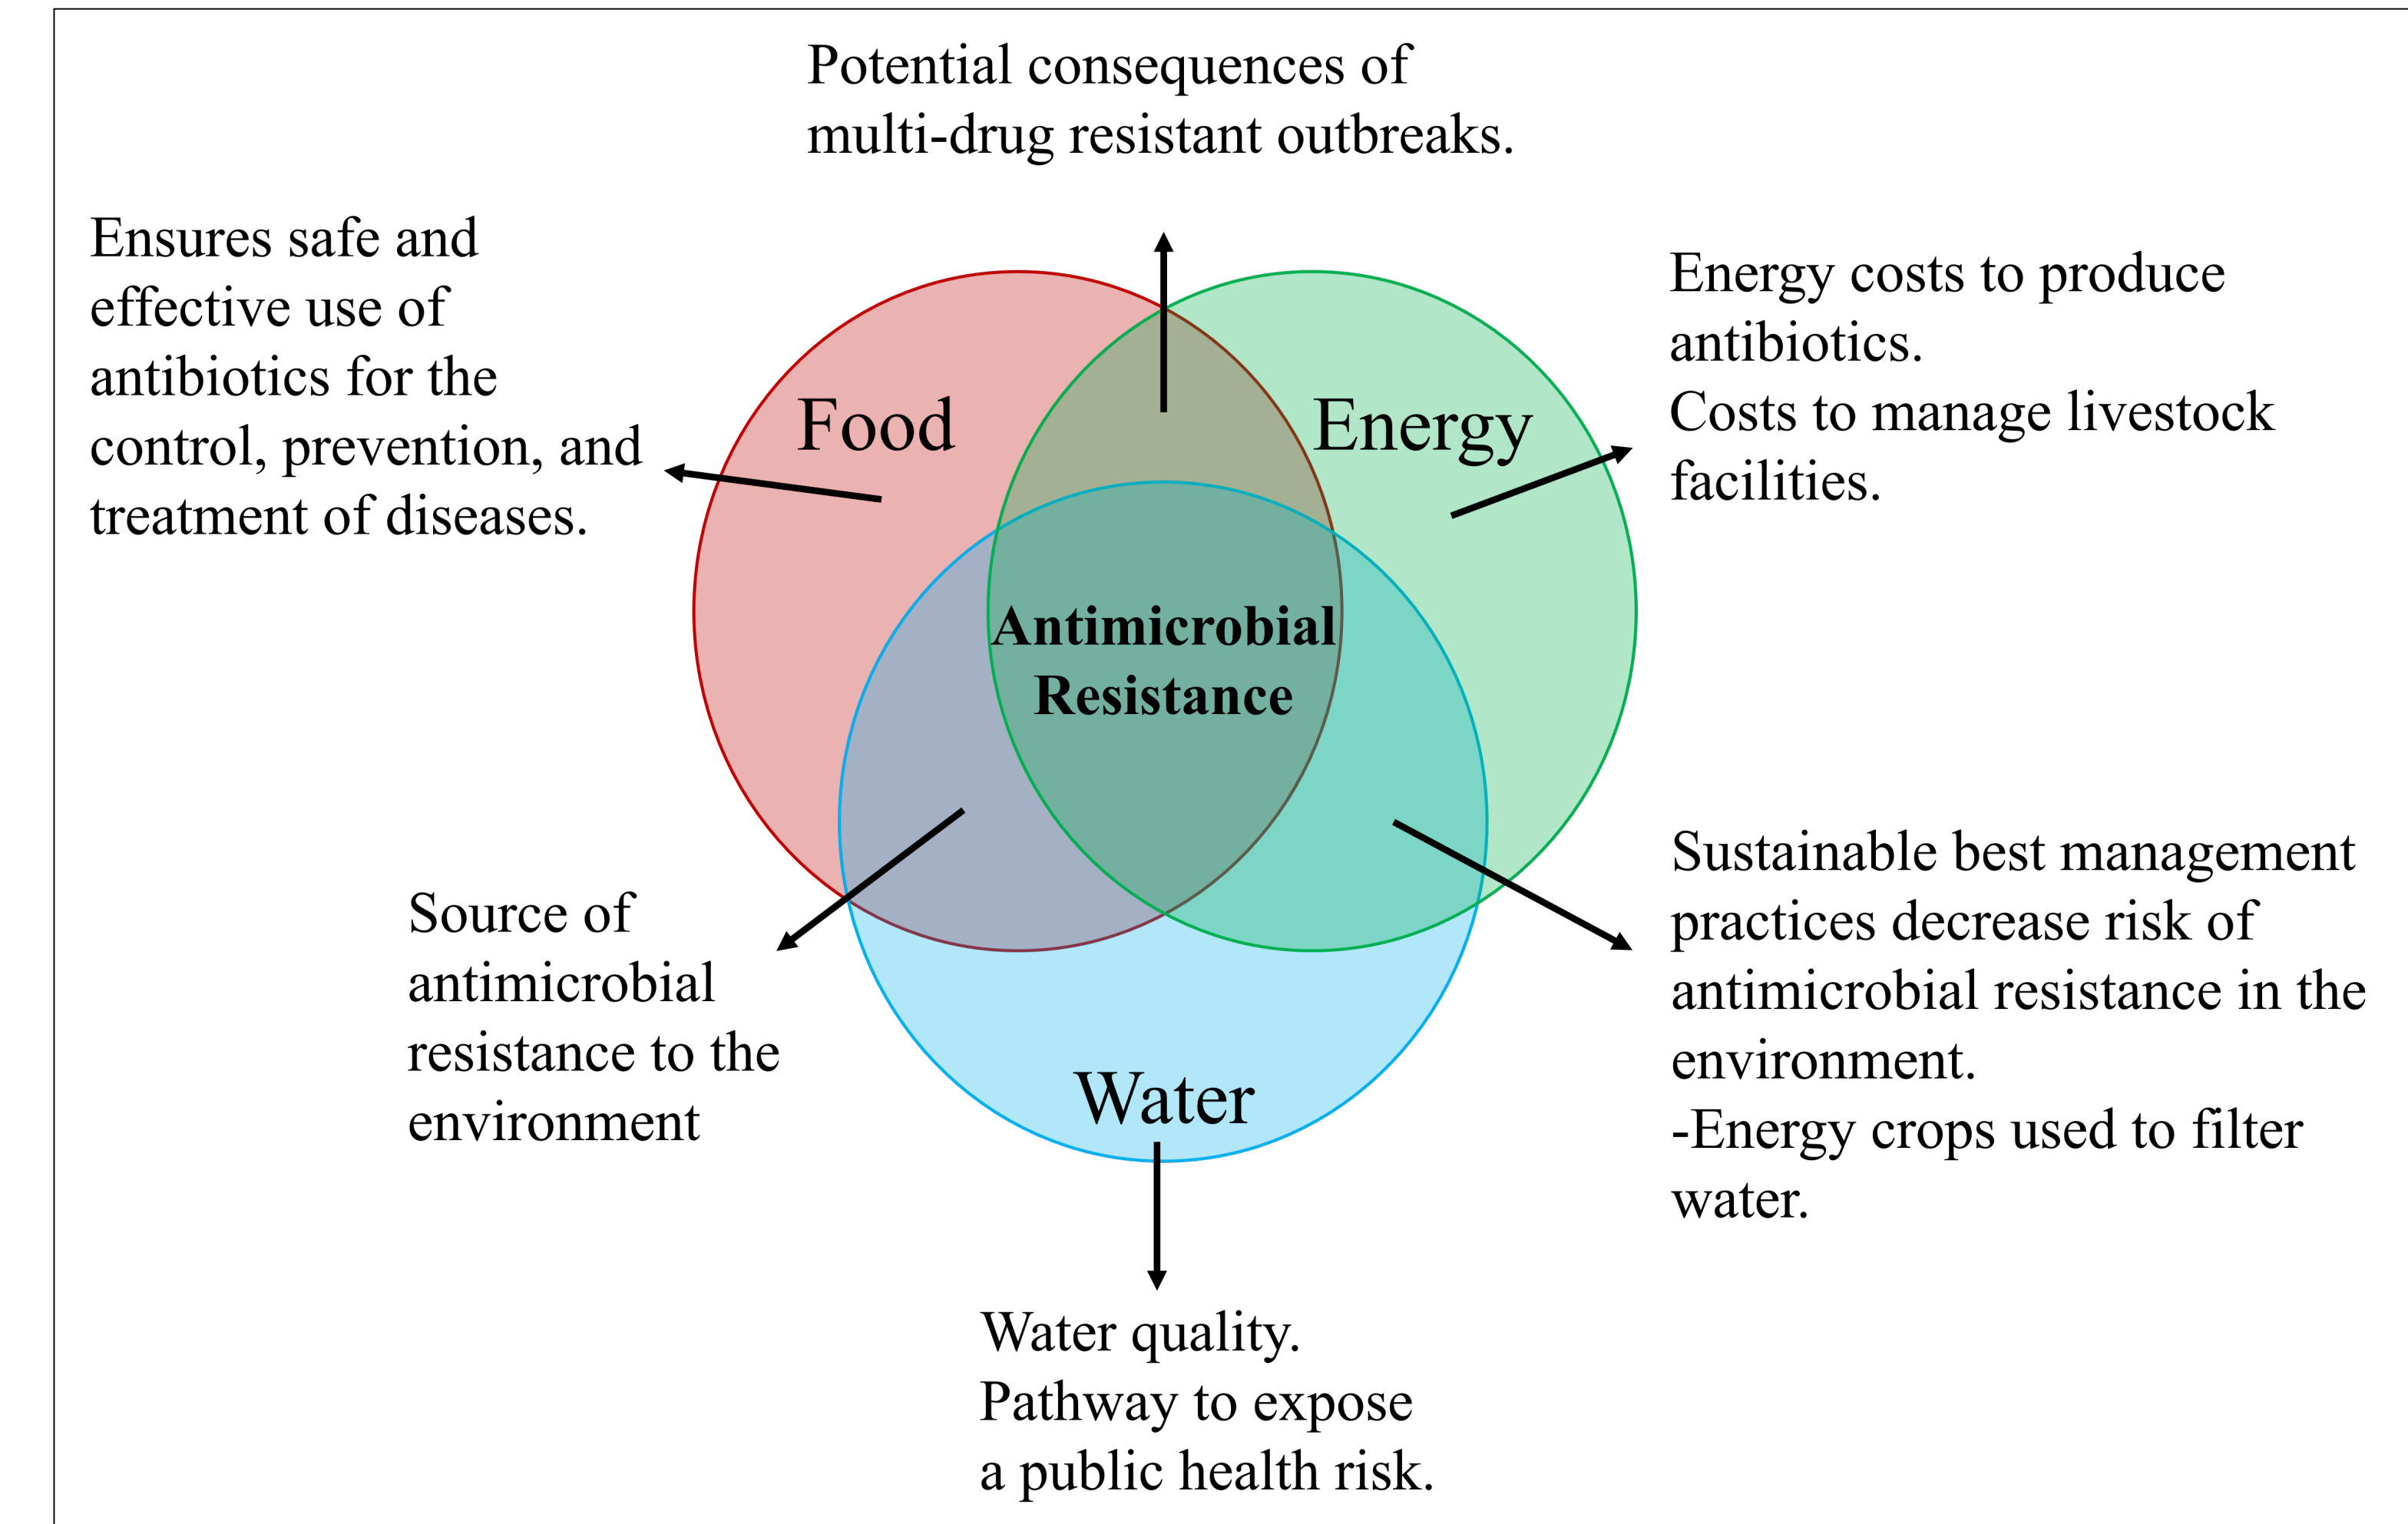 Potential consequences of
multi-drug resistant outbreaks.
Ensures safe and
effective use of
antibiotics for the
control, prevention, and
treatment of diseases.
Food
Energy
Energy costs to produce
antibiotics.
Costs to manage livestock
facilities.
Antimicrobial
Resistance
Source of
antimicrobial
resistance to the
environment
Sustainable best management
practices decrease risk of
antimicrobial resistance in the
environment.
-Energy crops used to filter
water.
Water
Water quality.
Pathway to expose
a public health risk.